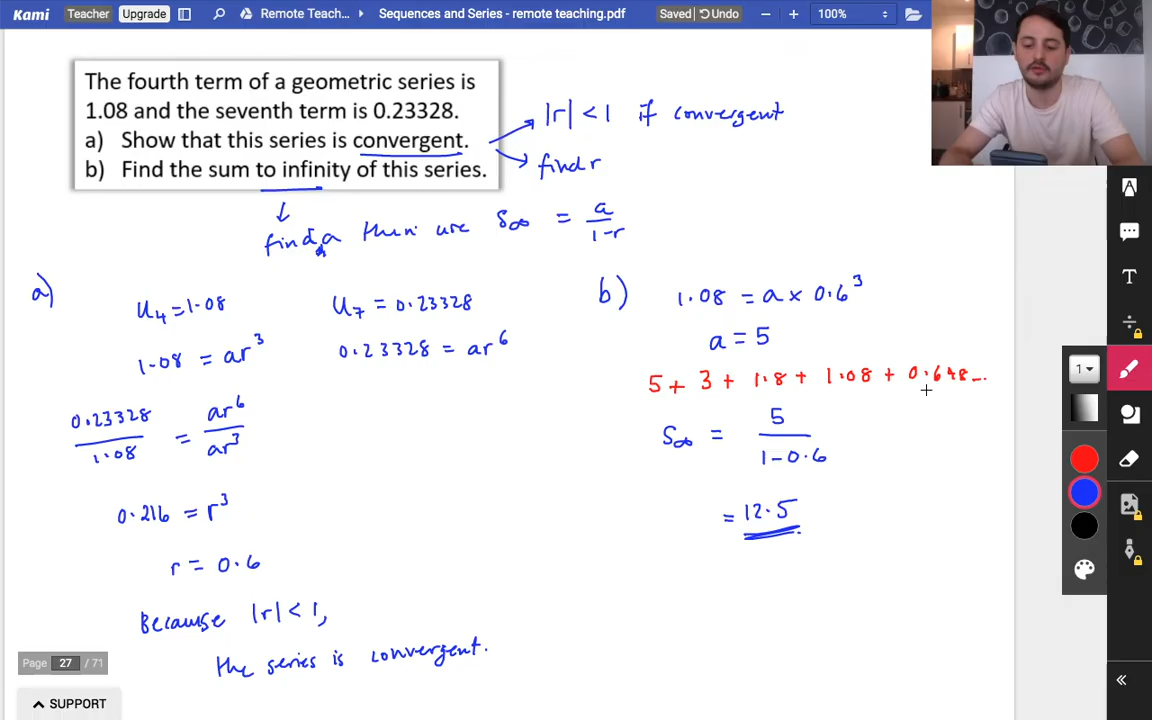 Kami Teacher Upgrade Remote Teach... Sequences and Series - remote teaching.pdf Saved Undo 100%
The fourth term of a geometric series is
1.08 and the seventh term is 0.23328.
a) Show that this series is convergent.
b) Find the sum to infinity of this series.
|r| < 1 if convergent
find r
find a then use S∞ = a/1-r
a)
U4 = 1.08 U7 = 0.23328
1.08 = ar³ 0.23328 = ar⁶
0.23328/1.08 = ar⁶/ar³
0.216 = r³
r = 0.6
Because |r| < 1,
the series is convergent.
b) 1.08 = a × 0.6³
a = 5
5 + 3 + 1.8 + 1.08 + 0.648...
S∞ = 5/1-0.6
= 12.5
T
1
Page 27 / 71
SUPPORT